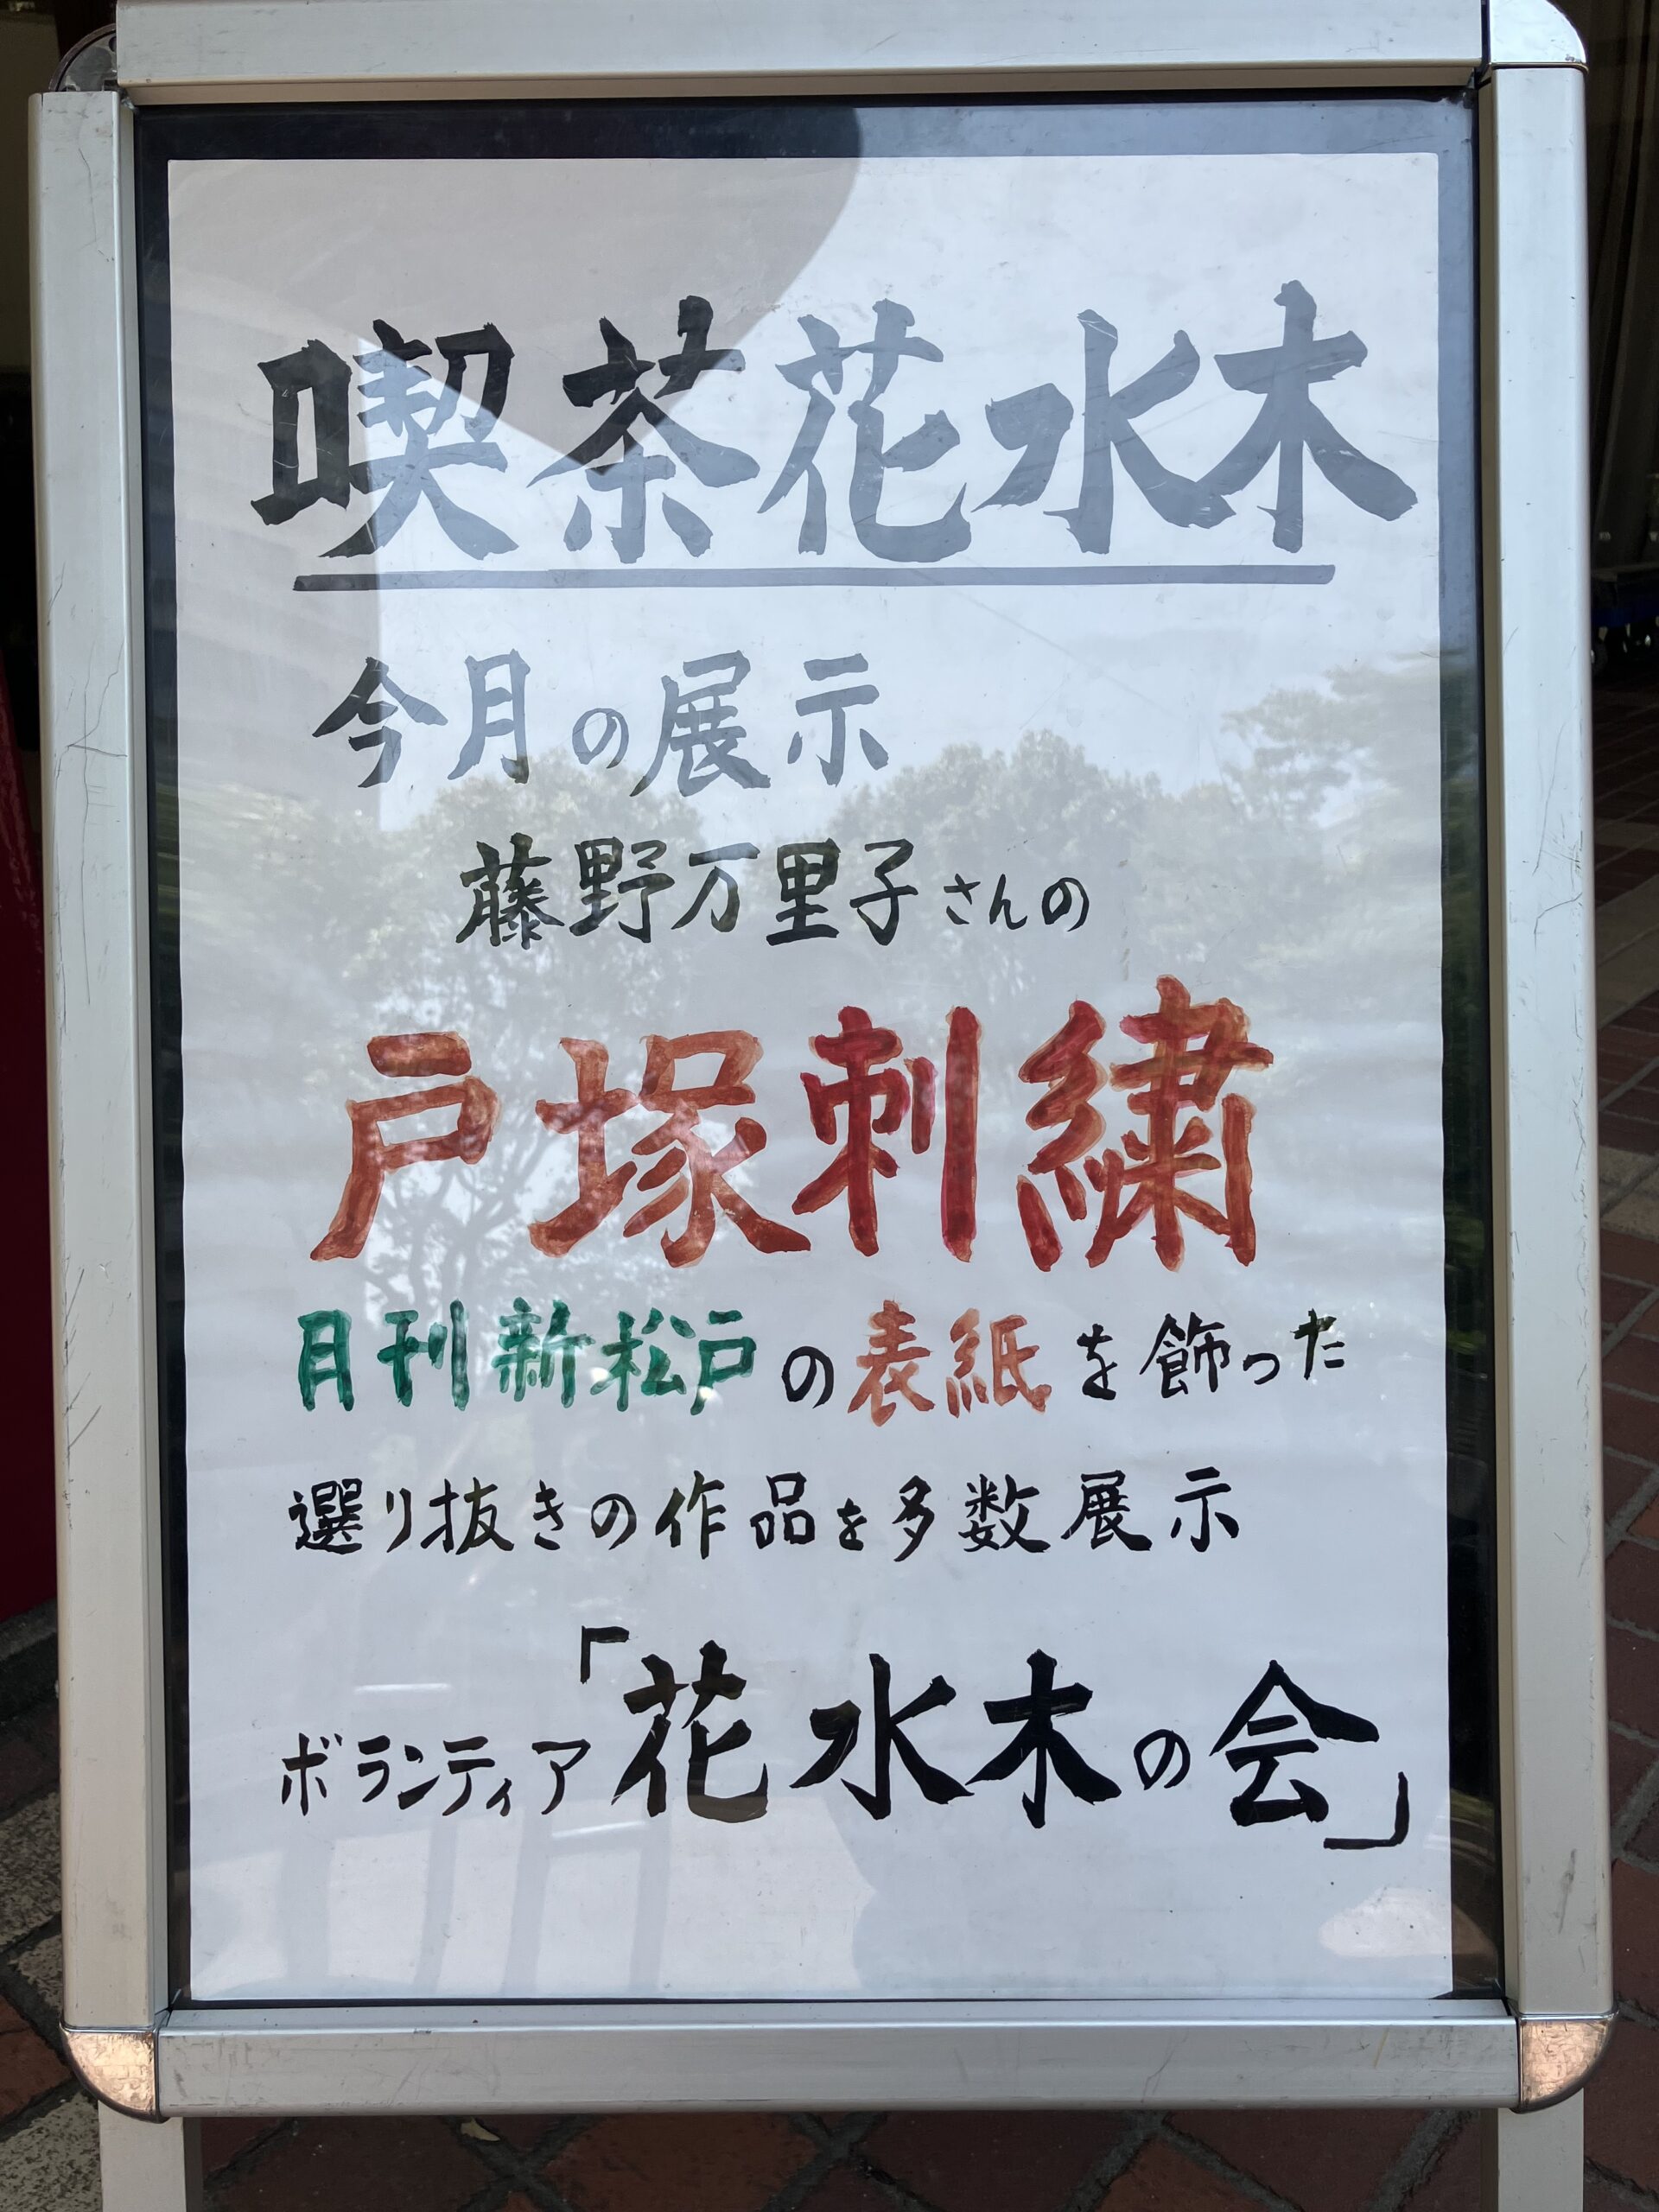 喫茶花水木
今月の展示
藤野万里子さんの
戸塚刺繍
月刊新松戸の表紙を飾った
選り抜きの作品を多数展示
ボランティア「花水木の会」